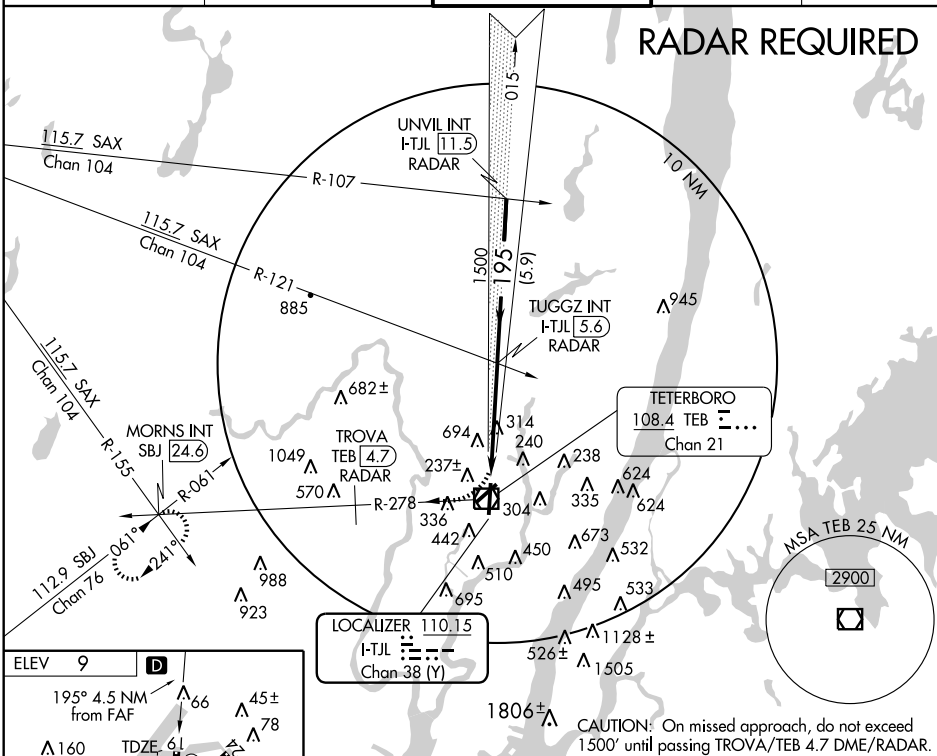 RADAR REQUIRED
015
UNVIL INT
I-TJL 11.5
RADAR
10 NM
115.7 SAX
Chan 104
R-107
115.7 SAX
Chan 104
R-121
1500
195
(5.9)
885
945
TUGGZ INT
I-TJL 5.6
RADAR
115.7 SAX
Chan 104
R-155
682±
TETERBORO
108.4 TEB
Chan 21
MORNS INT
SBJ 24.6
TROVA
TEB 4.7
RADAR
694
314
240
1049
237±
238
570
R-061
R-278
336
304
335
624
624
442
673
532
MSA TEB 25 NM
2900
061°
241°
112.9 SBJ
Chan 76
988
923
510
450
495
533
695
LOCALIZER 110.15
I-TJL
Chan 38 (Y)
526±
1128±
1505
1806±
ELEV 9 D
195° 4.5 NM
from FAF
66
45±
78
160
TDZE
CAUTION: On missed approach, do not exceed
1500' until passing TROVA/TEB 4.7 DME/RADAR